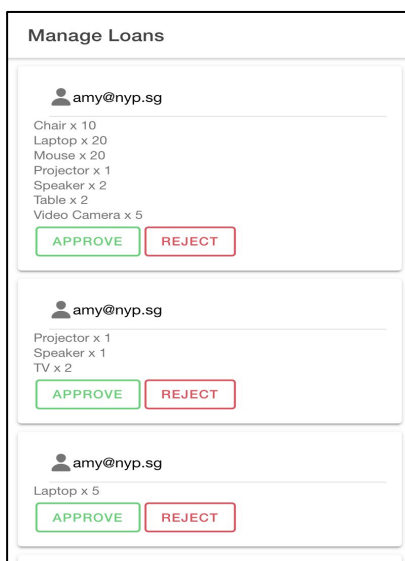 Manage Loans
amy@nyp.sg
Chair x 10
Laptop x 20
Mouse x 20
Projector x 1
Speaker x 2
Table x 2
Video Camera x 5
APPROVE REJECT
amy@nyp.sg
Projector x 1
Speaker x 1
TV x 2
APPROVE REJECT
amy@nyp.sg
Laptop x 5
APPROVE REJECT